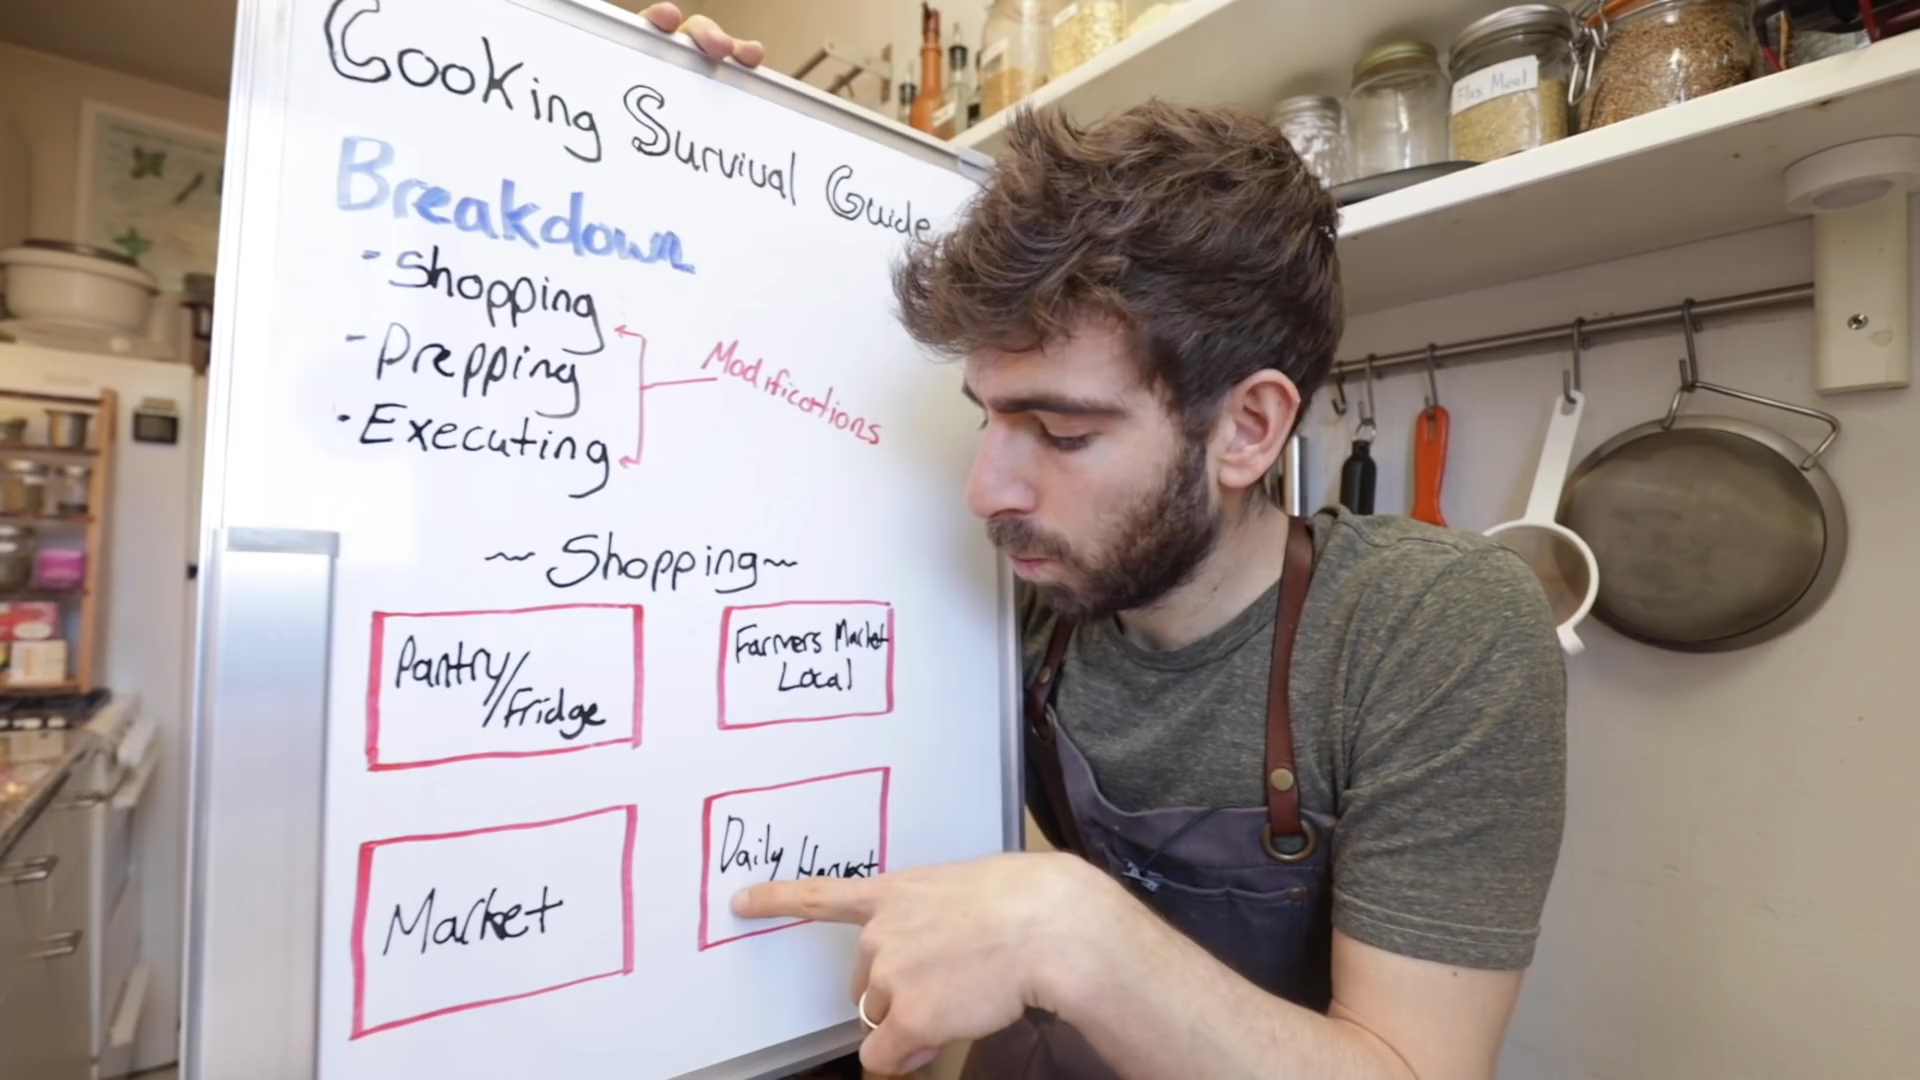 Cooking Survival Guide
Breakdown
- Shopping
- Prepping
- Executing
Modifications
~ Shopping ~
Pantry/
Fridge
Farmers Market
Local
Market
Daily Harvest
Flax Meal